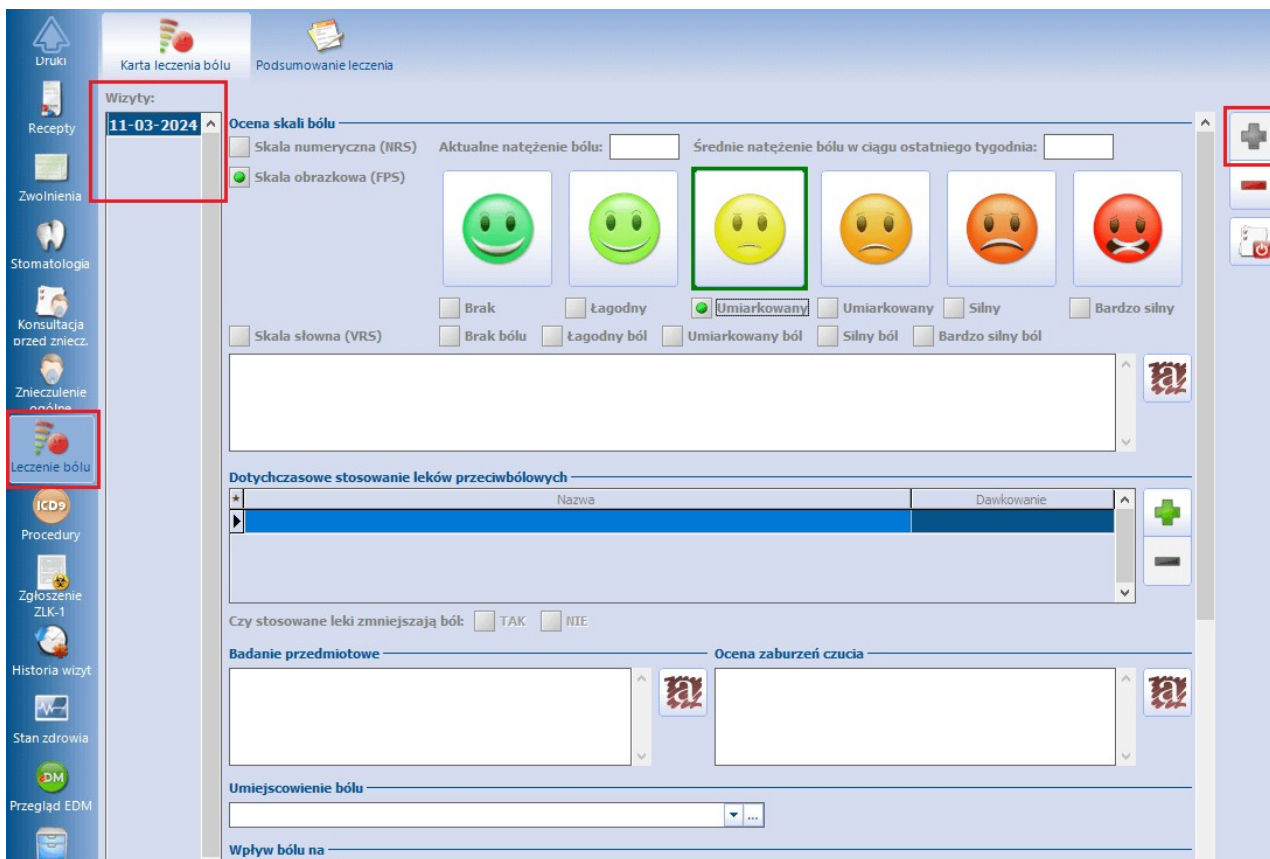 Druki
Karta leczenia bólu
Podsumowanie leczenia
Recepty
Zwolnienia
Stomatologia
Konsultacja
przed zniecz.
Znieczulenie
ogólne
Leczenie bólu
ICD9
Procedury
Zgłoszenie
ZLK-1
Historia wizyt
Stan zdrowia
eDM
Przegląd EDM
Wizyty:
11-03-2024
Ocena skali bólu
Skala numeryczna (NRS) Aktualne natężenie bólu: Średnie natężenie bólu w ciągu ostatniego tygodnia:
Skala obrazkowa (FPS)
Brak Łagodny Umiarkowany Umiarkowany Silny Bardzo silny
Skala słowna (VRS) Brak bólu Łagodny ból Umiarkowany ból Silny ból Bardzo silny ból
Dotychczasowe stosowanie leków przeciwbólowych
* Nazwa Dawkowanie
Czy stosowane leki zmniejszają ból: TAK NIE
Badanie przedmiotowe Ocena zaburzeń czucia
Umiejscowienie bólu
...
Wpływ bólu na